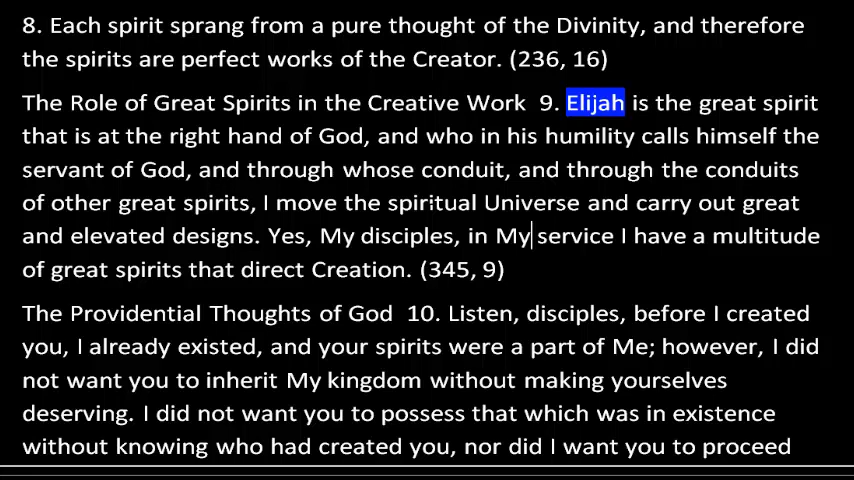 8. Each spirit sprang from a pure thought of the Divinity, and therefore
the spirits are perfect works of the Creator. (236, 16)
The Role of Great Spirits in the Creative Work  9. Elijah is the great spirit
that is at the right hand of God, and who in his humility calls himself the
servant of God, and through whose conduit, and through the conduits
of other great spirits, I move the spiritual Universe and carry out great
and elevated designs. Yes, My disciples, in My service I have a multitude
of great spirits that direct Creation. (345, 9)
The Providential Thoughts of God  10. Listen, disciples, before I created
you, I already existed, and your spirits were a part of Me; however, I did
not want you to inherit My kingdom without making yourselves
deserving. I did not want you to possess that which was in existence
without knowing who had created you, nor did I want you to proceed